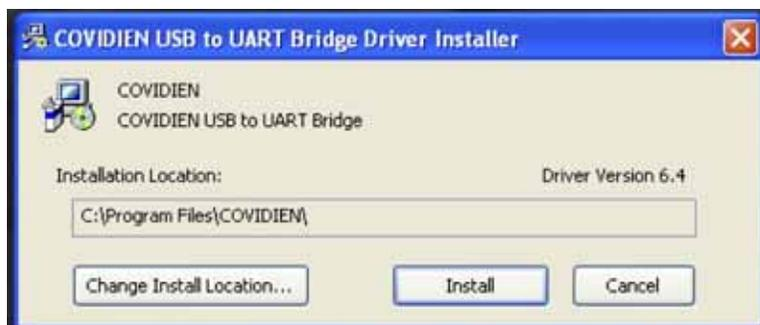 COVIDIEN USB to UART Bridge Driver Installer
COVIDIEN
COVIDIEN USB to UART Bridge
Installation Location:
Driver Version 6.4
C:\Program Files\COVIDIEN\
Change Install Location...
Install
Cancel